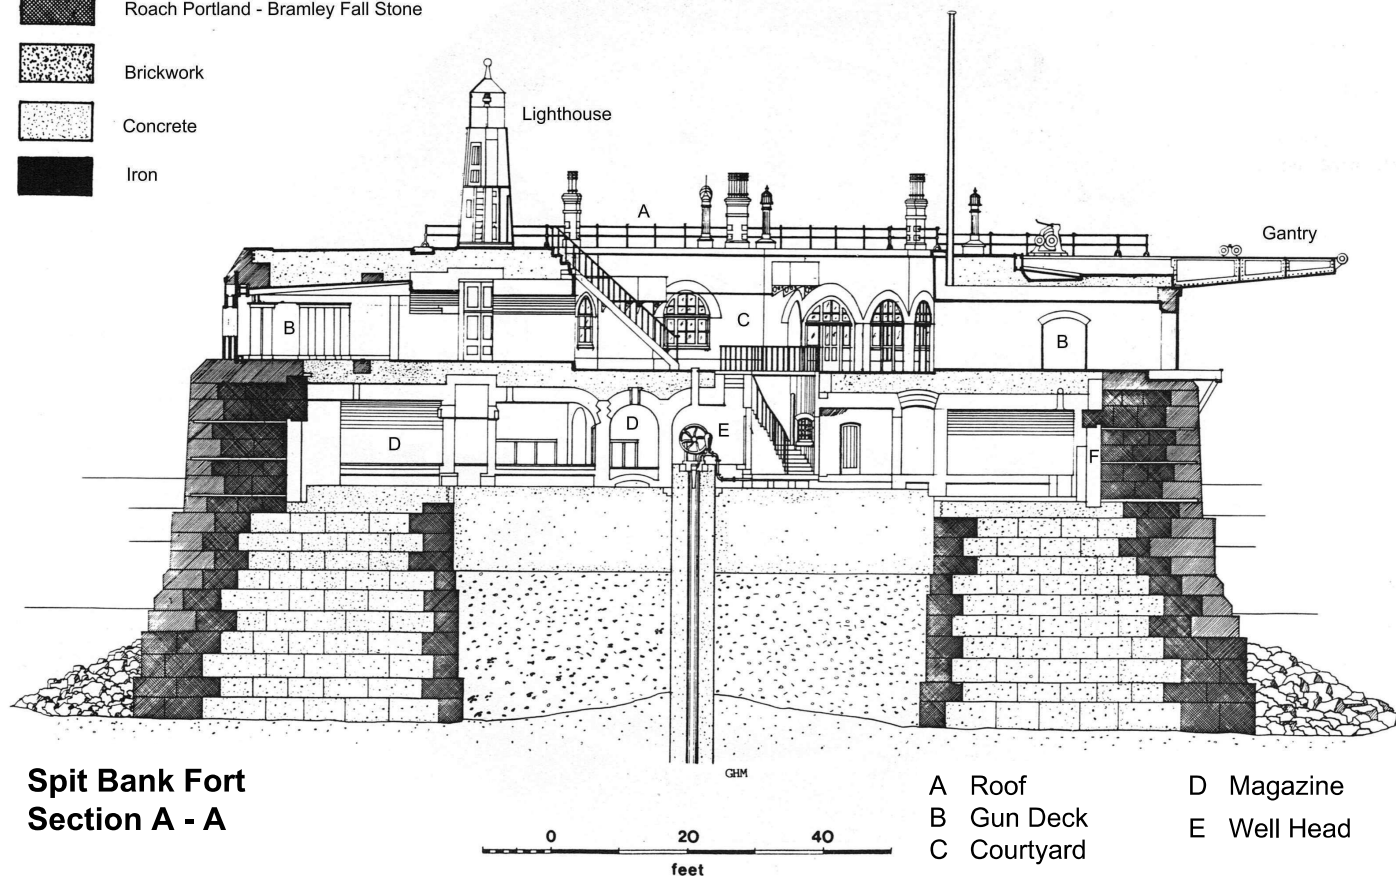 Roach Portland - Bramley Fall Stone
Brickwork
Concrete
Iron
Lighthouse
A
Gantry
B
C
B
D
D
E
F
GHM
Spit Bank Fort
Section A - A
0 20 40
feet
A Roof
B Gun Deck
C Courtyard
D Magazine
E Well Head